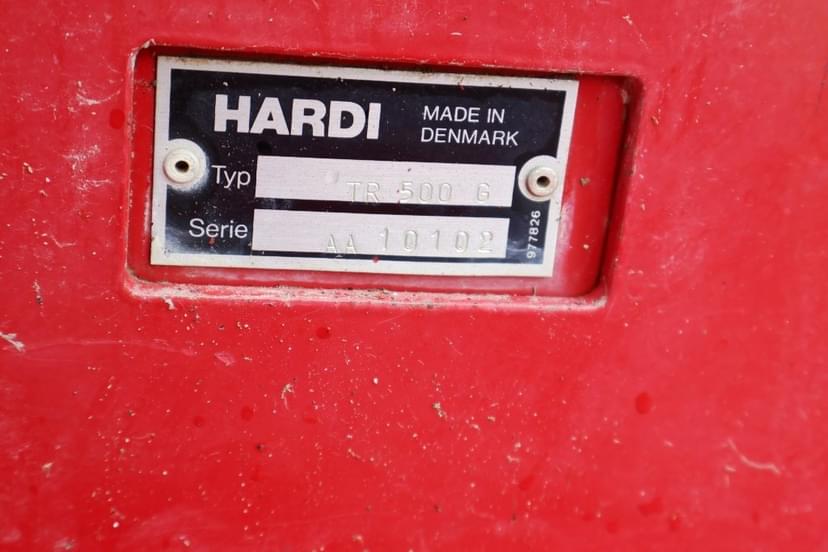 HARDI
MADE IN
DENMARK
Typ TR 500 G
Serie AA 10102
977826